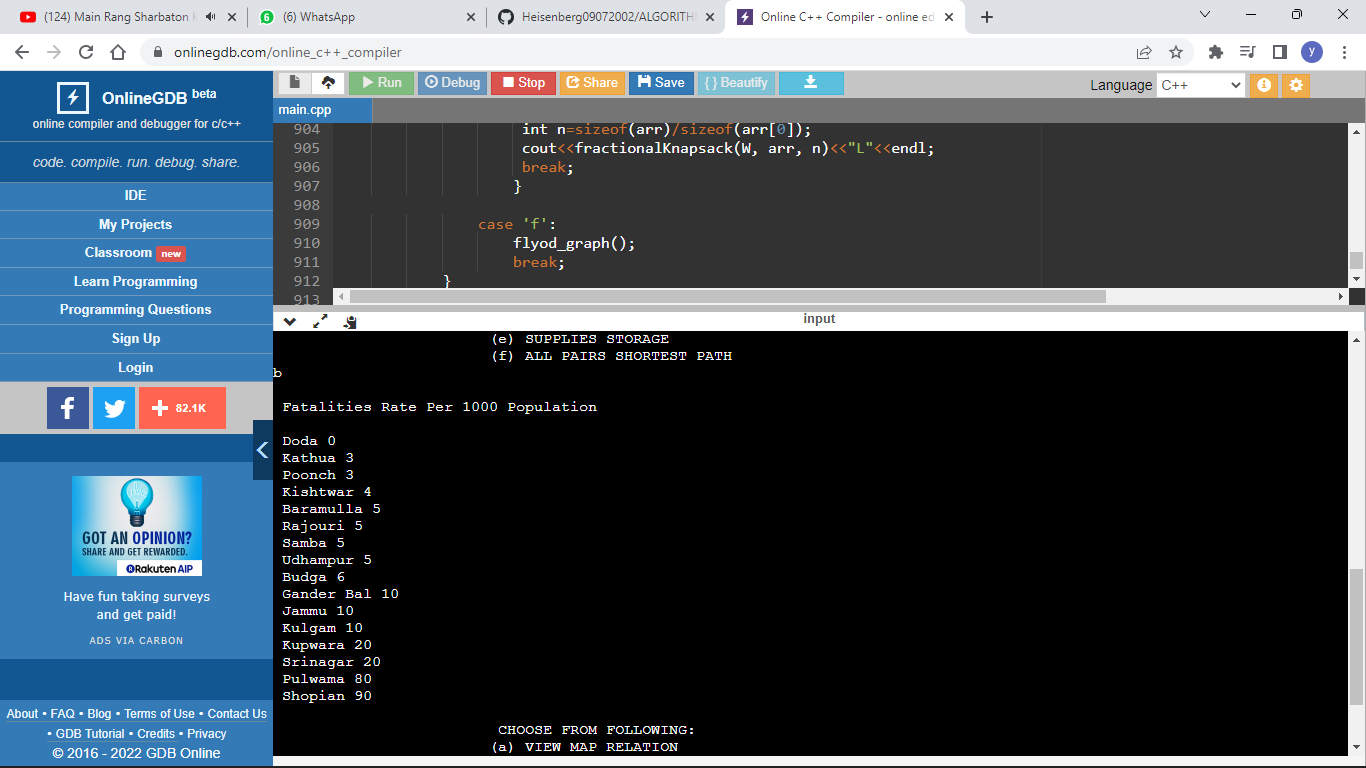 (124) Main Rang Sharbaton
(6) WhatsApp
Heisenberg09072002/ALGORITH
Online C++ Compiler - online ed
onlinegdb.com/online_c++_compiler
y
OnlineGDB beta
online compiler and debugger for c/c++
code. compile. run. debug. share.
IDE
My Projects
Classroom new
Learn Programming
Programming Questions
Sign Up
Login
82.1K
GOT AN OPINION?
SHARE AND GET REWARDED.
Rakuten AIP
Have fun taking surveys
and get paid!
ADS VIA CARBON
About • FAQ • Blog • Terms of Use • Contact Us
• GDB Tutorial • Credits • Privacy
© 2016 - 2022 GDB Online
Run Debug Stop Share Save { } Beautify
Language C++
main.cpp
904 int n=sizeof(arr)/sizeof(arr[0]);
905 cout<<fractionalKnapsack(W, arr, n)<<"L"<<endl;
906 break;
907 }
908
909 case 'f':
910 flyod_graph();
911 break;
912 }
913
input
(e) SUPPLIES STORAGE
(f) ALL PAIRS SHORTEST PATH
b
Fatalities Rate Per 1000 Population
Doda 0
Kathua 3
Poonch 3
Kishtwar 4
Baramulla 5
Rajouri 5
Samba 5
Udhampur 5
Budga 6
Gander Bal 10
Jammu 10
Kulgam 10
Kupwara 20
Srinagar 20
Pulwama 80
Shopian 90
CHOOSE FROM FOLLOWING:
(a) VIEW MAP RELATION